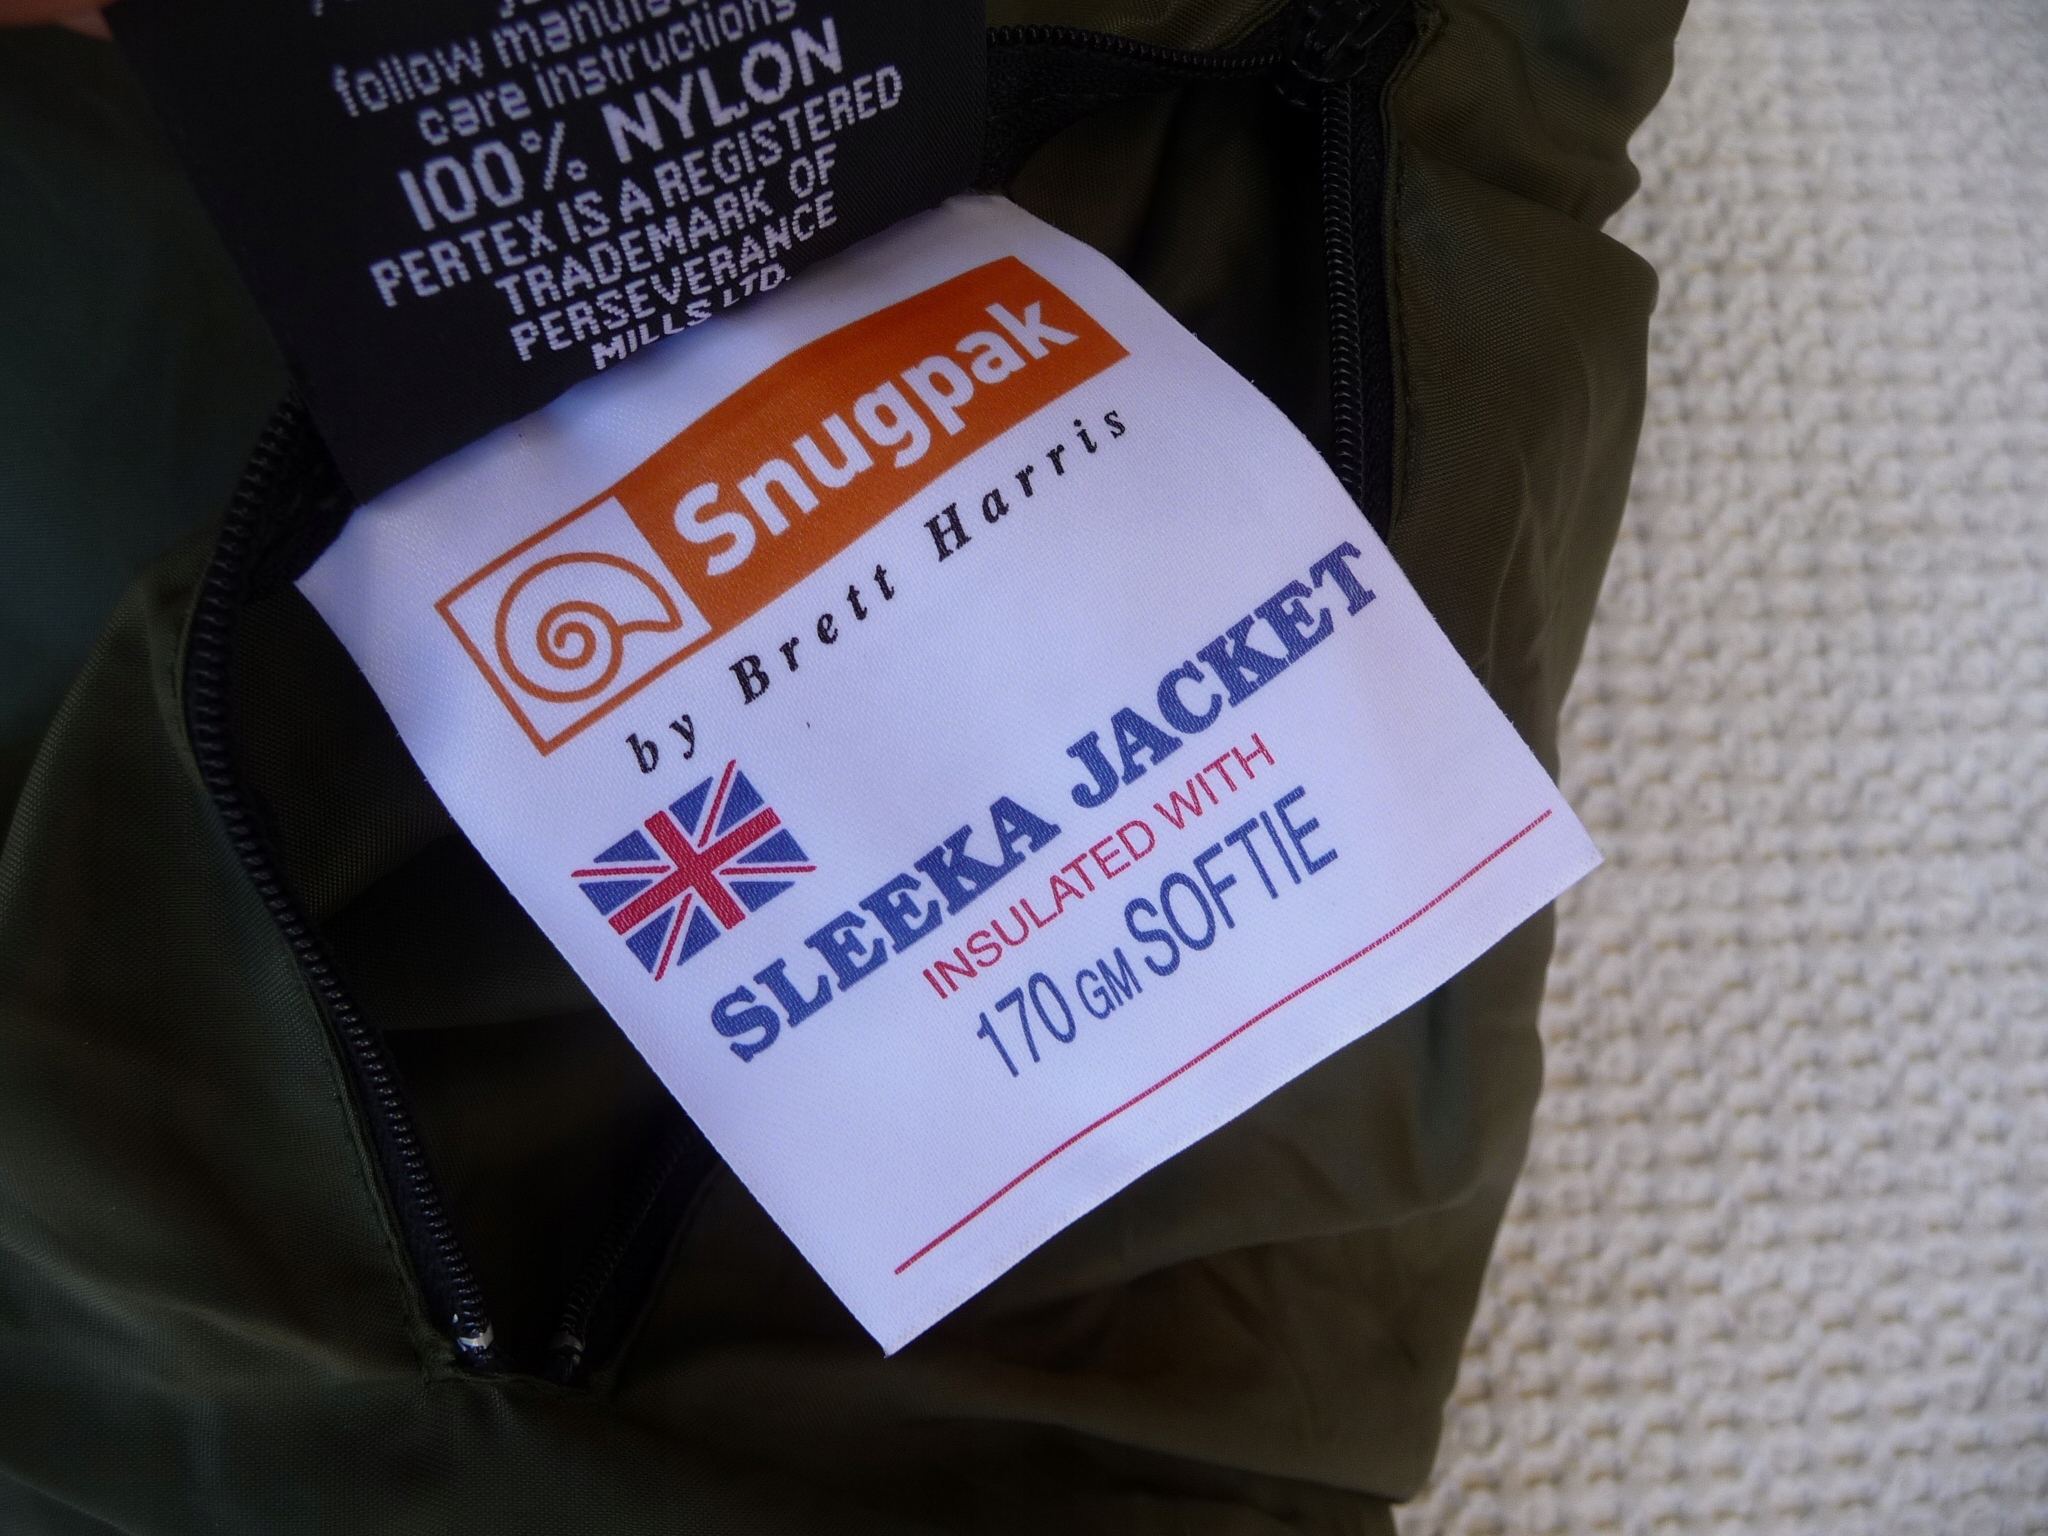 follow
care instructions
100% NYLON
PERTEX IS A REGISTERED
TRADEMARK OF
PERSEVERANCE
MILLS LTD.
Snugpak
by Brett Harris
SLEEKA JACKET
INSULATED WITH
170 GM SOFTIE